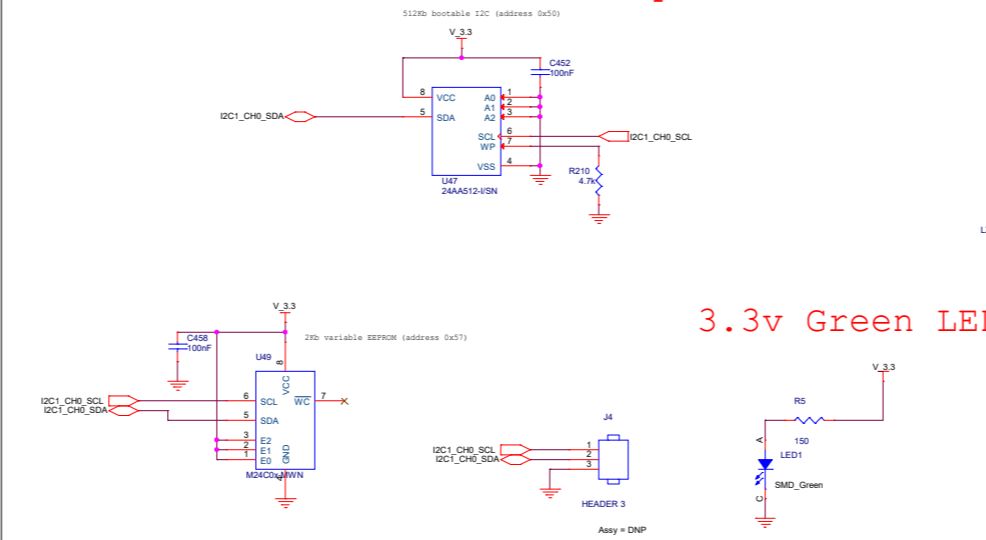 512Kb bootable I2C (address 0x50)
V_3.3
C452
100nF
8
VCC
A0
1
A1
2
5
SDA
A2
3
I2C1_CH0_SDA
SCL
6
I2C1_CH0_SCL
WP
7
VSS
4
R210
4.7k
U47
24AA512-I/SN
3.3v Green
V_3.3
C458
100nF
2Kb variable EEPROM (address 0x57)
U49
8
VCC
I2C1_CH0_SCL
6
SCL
WC
7
I2C1_CH0_SDA
5
SDA
3
E2
2
E1
1
E0
GND
4
M24C0x-MWN
J4
I2C1_CH0_SCL
1
I2C1_CH0_SDA
2
3
HEADER 3
Assy = DNP
V_3.3
R5
150
A
LED1
SMD_Green
C